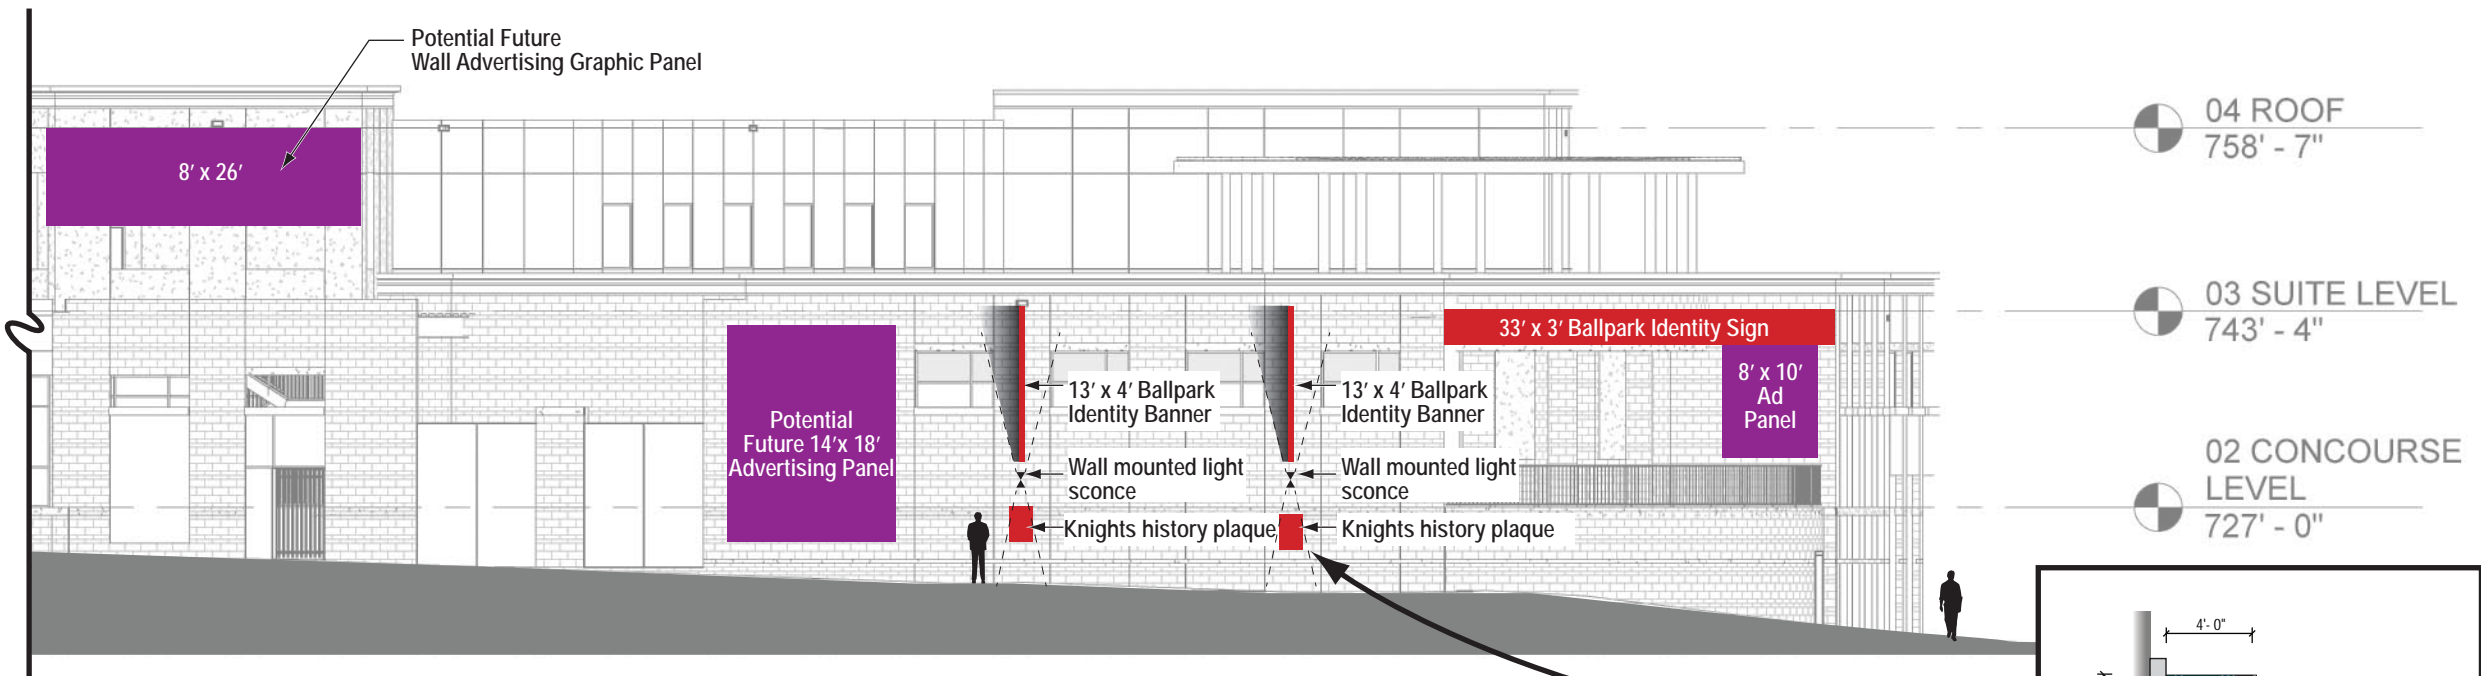 Potential Future
Wall Advertising Graphic Panel
8' x 26'
04 ROOF
758' - 7"
03 SUITE LEVEL
743' - 4"
33' x 3' Ballpark Identity Sign
8' x 10'
Ad
Panel
13' x 4' Ballpark
Identity Banner
13' x 4' Ballpark
Identity Banner
Potential
Future 14'x 18'
Advertising Panel
Wall mounted light
sconce
Wall mounted light
sconce
02 CONCOURSE
LEVEL
727' - 0"
Knights history plaque
Knights history plaque
4'- 0"